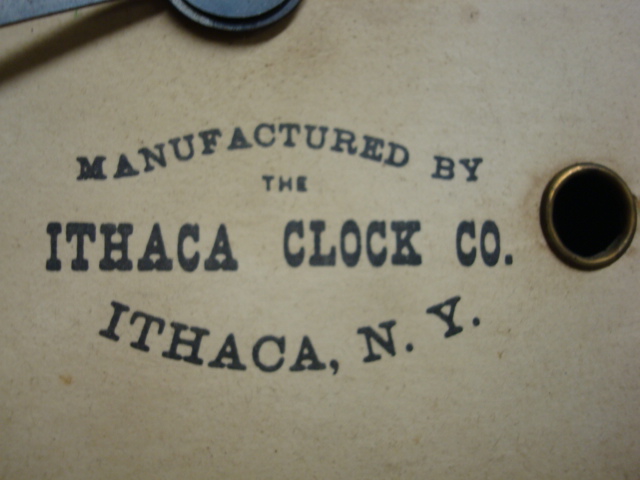 MANUFACTURED BY
THE
ITHACA CLOCK CO.
ITHACA, N. Y.